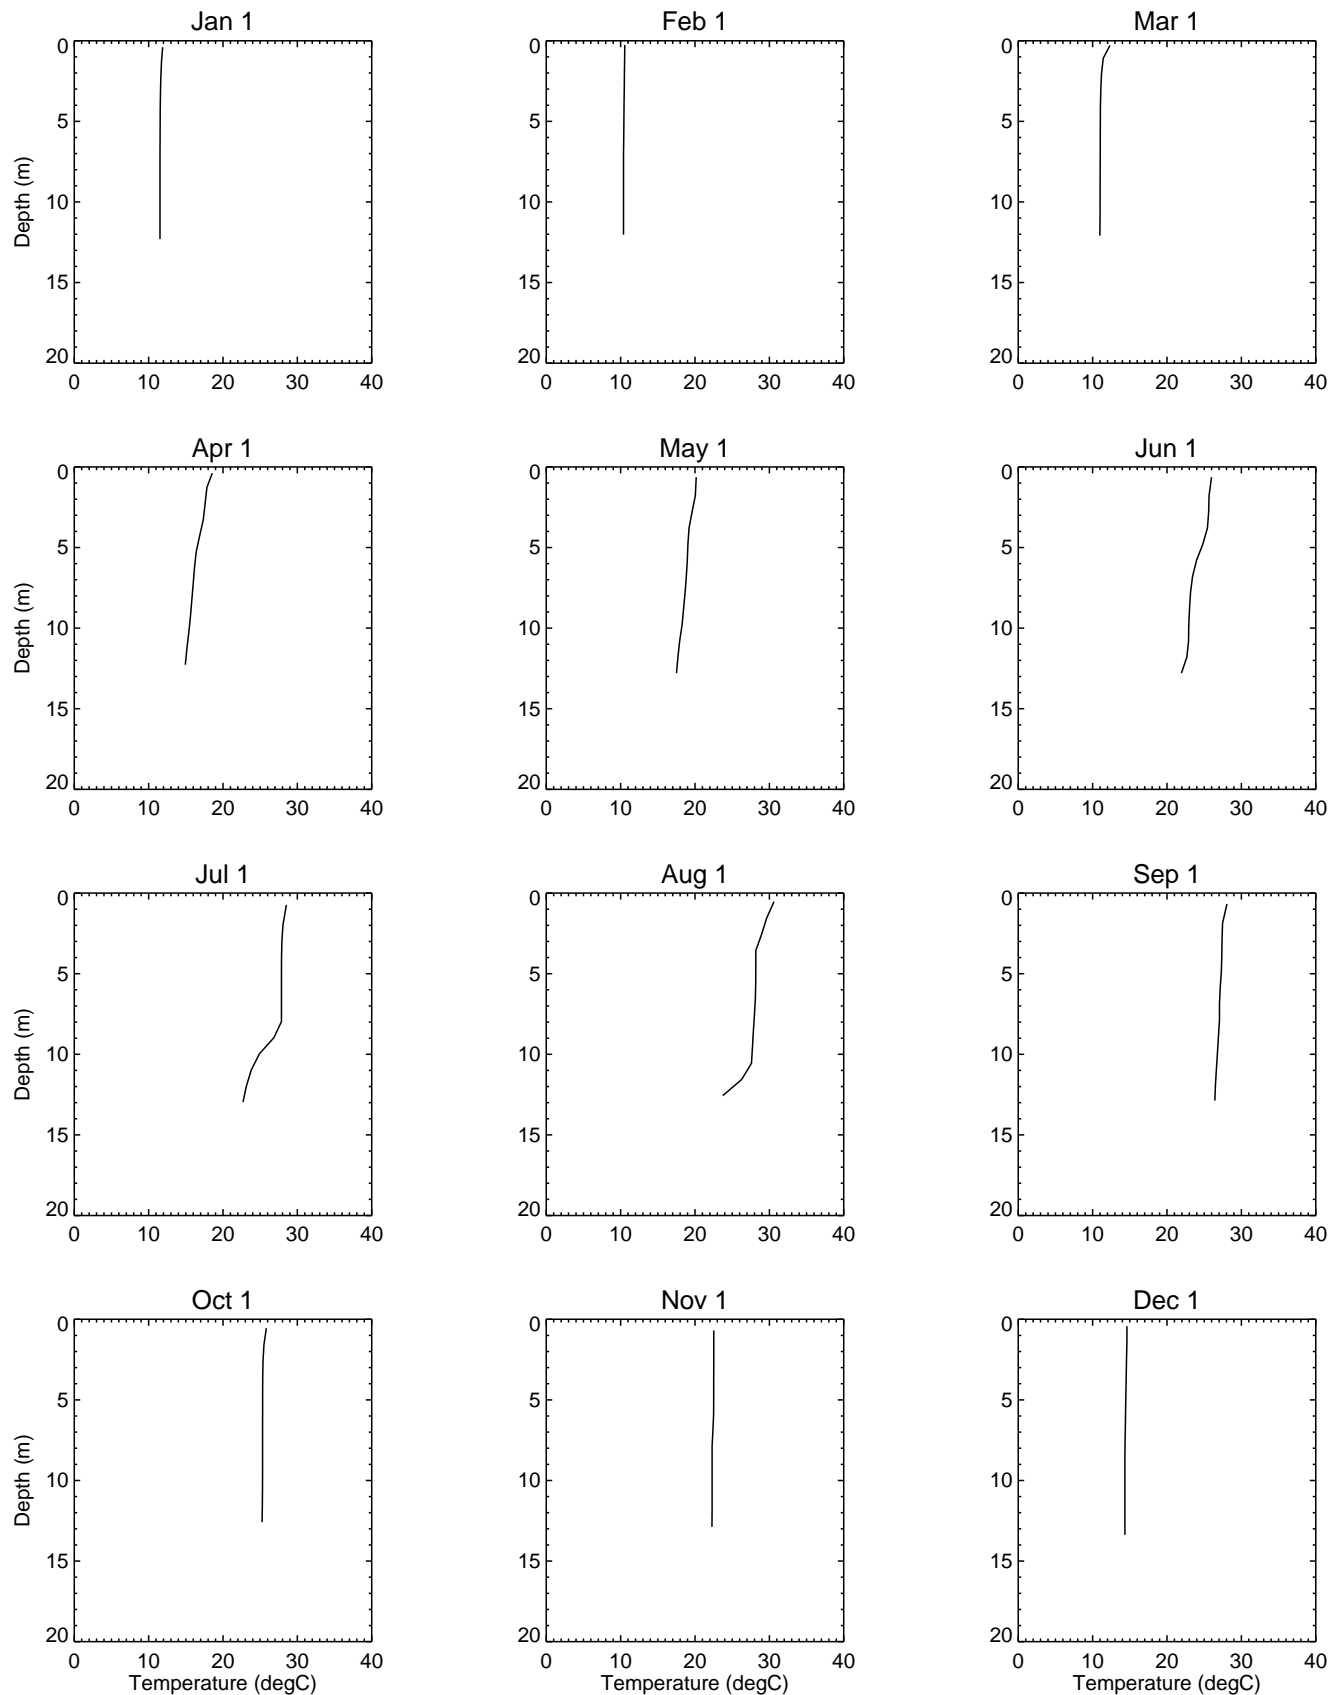 Jan 1 Feb 1 Mar 1
0 0 0
5 5 5
Depth (m)
10 10 10
15 15 15
20 20 20
0 10 20 30 40 0 10 20 30 40 0 10 20 30 40
Apr 1 May 1 Jun 1
0 0 0
5 5 5
Depth (m)
10 10 10
15 15 15
20 20 20
0 10 20 30 40 0 10 20 30 40 0 10 20 30 40
Jul 1 Aug 1 Sep 1
0 0 0
5 5 5
Depth (m)
10 10 10
15 15 15
20 20 20
0 10 20 30 40 0 10 20 30 40 0 10 20 30 40
Oct 1 Nov 1 Dec 1
0 0 0
5 5 5
Depth (m)
10 10 10
15 15 15
20 20 20
0 10 20 30 40 0 10 20 30 40 0 10 20 30 40
Temperature (degC) Temperature (degC) Temperature (degC)